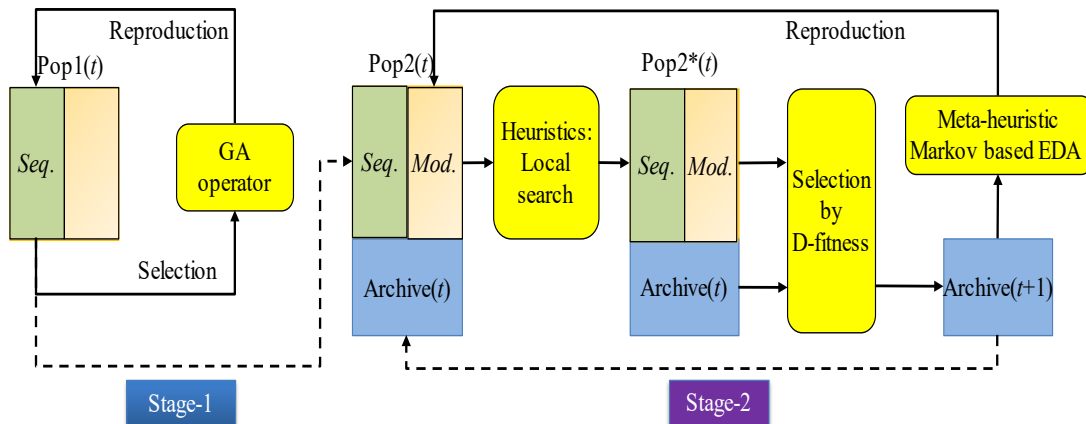 Reproduction
Pop1(t)
Seq.
GA
operator
Selection
Stage-1
Reproduction
Pop2(t)
Pop2*(t)
Seq.
Mod.
Heuristics:
Local
search
Seq.
Mod.
Selection
by
D-fitness
Meta-heuristic
Markov based EDA
Archive(t)
Archive(t)
Archive(t+1)
Stage-2